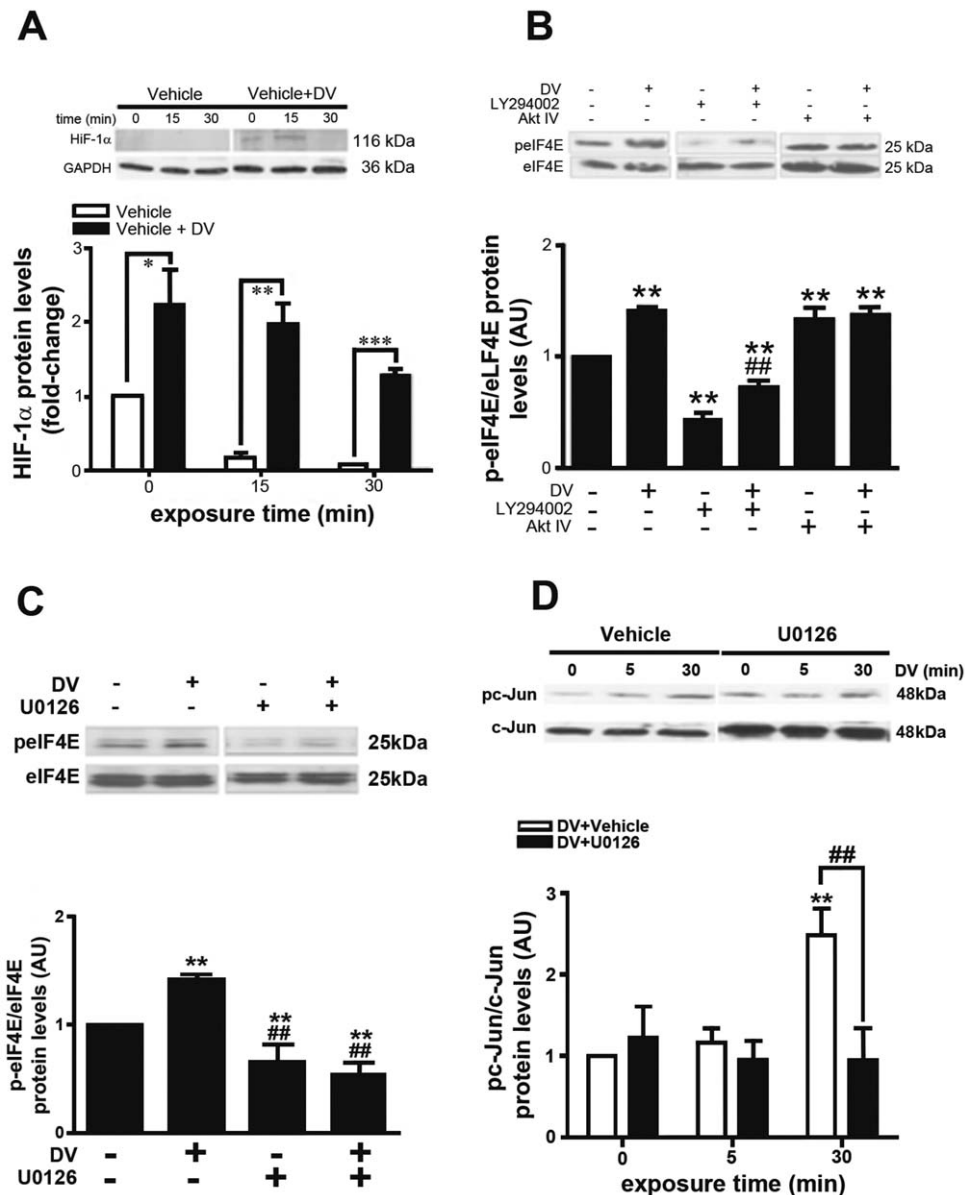 A
Vehicle Vehicle+DV
time (min) 0 15 30 0 15 30
HiF-1α 116 kDa
GAPDH 36 kDa
Vehicle
Vehicle + DV
HIF-1α protein levels
(fold-change)
3
2
1
0
* ** ***
0 15 30
exposure time (min)
B
DV - + - + - +
LY294002 - - + + - -
Akt IV - - - - + +
peIF4E 25 kDa
eIF4E 25 kDa
p-eIF4E/eLF4E protein
levels (AU)
2
1
0
** ** ** ** **
##
DV - + - + - +
LY294002 - - + + - -
Akt IV - - - - + +
C
DV - + - +
U0126 - - + +
peIF4E 25kDa
eIF4E 25kDa
p-eIF4E/eIF4E
protein levels (AU)
2
1
0
** ** **
## ##
DV - + - +
U0126 - - + +
D
Vehicle U0126
0 5 30 0 5 30 DV (min)
pc-Jun 48kDa
c-Jun 48kDa
DV+Vehicle
DV+U0126
pc-Jun/c-Jun
protein levels (AU)
3
2
1
0
##
**
0 5 30
exposure time (min)